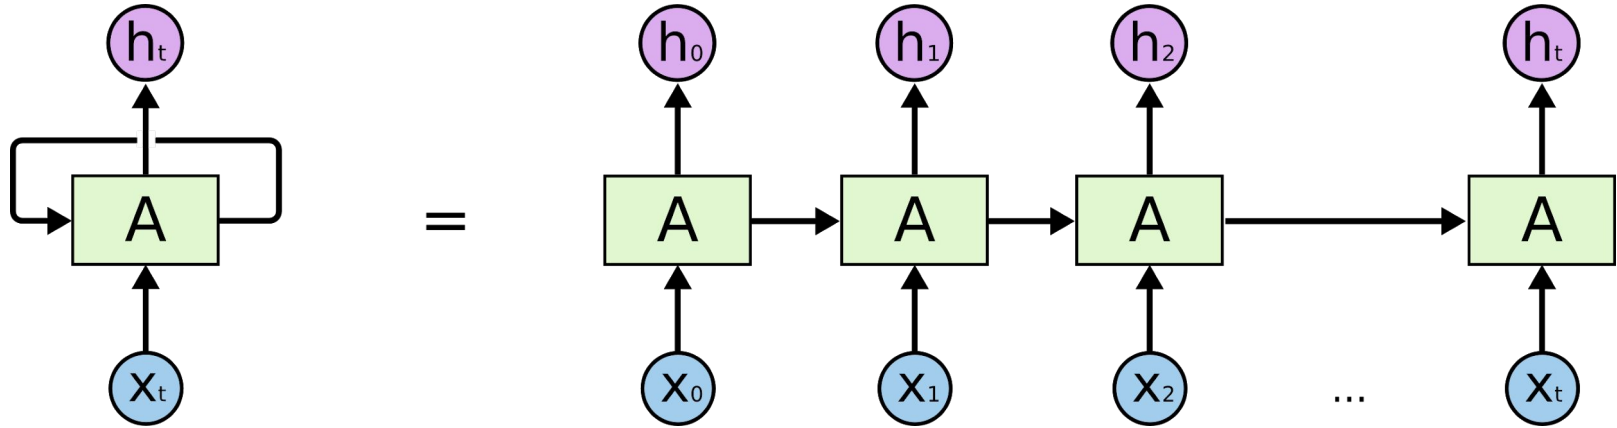 hₜ = h₀ h₁ h₂ hₜ
A = A A A A
xₜ x₀ x₁ x₂ ... xₜ